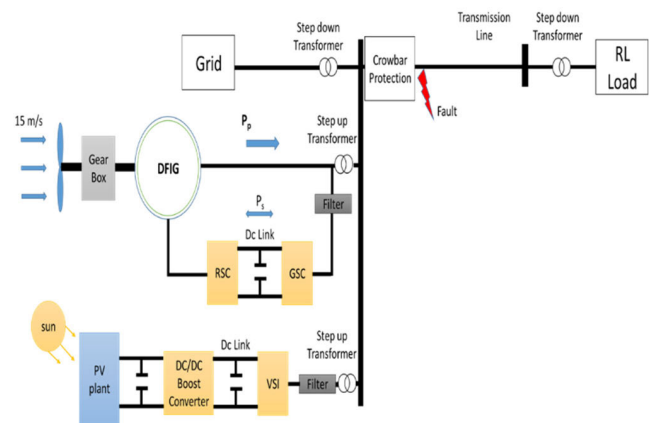 Grid
Step down
Transformer
Crowbar
Protection
Transmission
Line
Step down
Transformer
RL
Load
Fault
15 m/s
Gear
Box
DFIG
Pp
Step up
Transformer
Ps
Filter
Dc Link
RSC
GSC
sun
PV
plant
DC/DC
Boost
Converter
Dc Link
VSI
Filter
Step up
Transformer